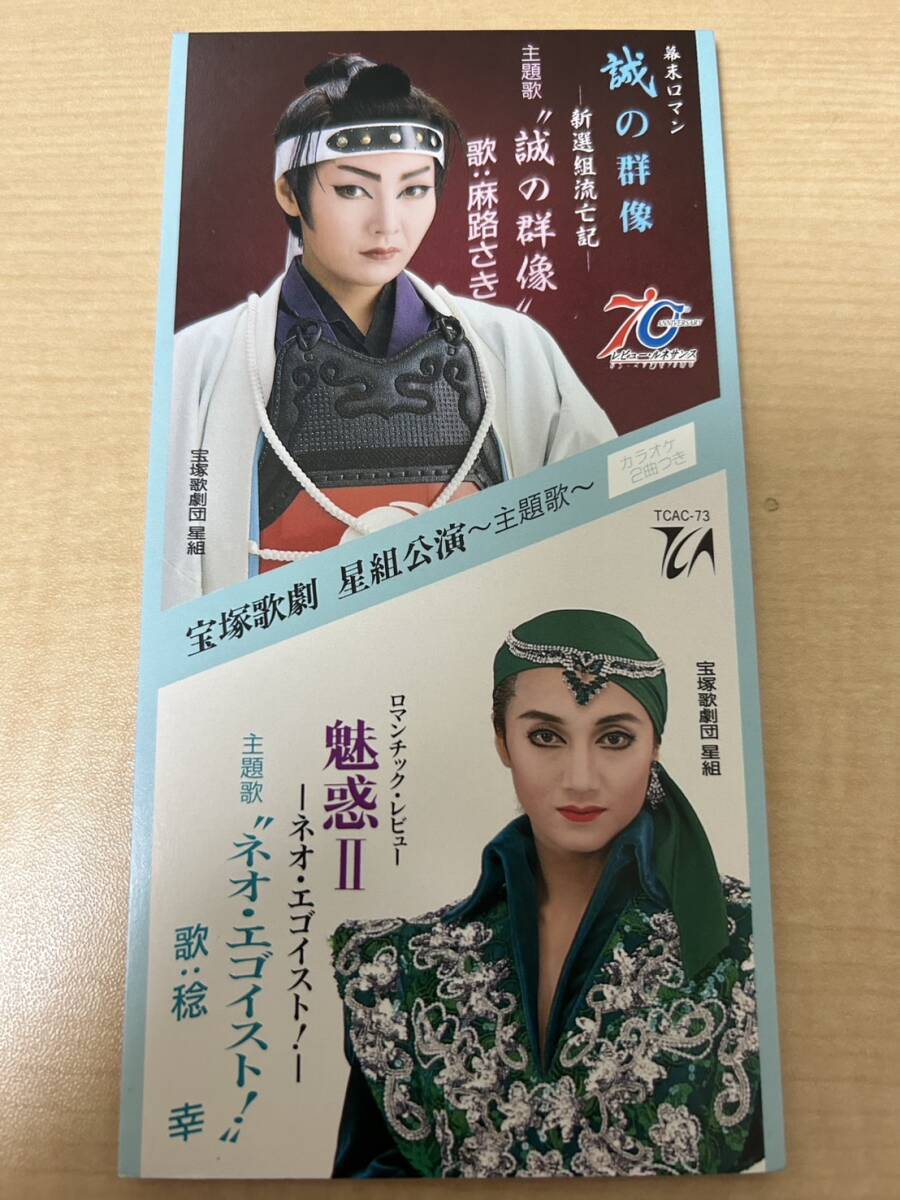 幕末ロマン
誠の群像
―新選組流亡記―
主題歌
〝誠の群像〟
歌:麻路さき
70
TH
ANNIVERSARY
レビュー・ルネサンス
宝塚歌劇団 星組
カラオケ
2曲つき
宝塚歌劇 星組公演〜主題歌〜
TCAC-73
TCA
宝塚歌劇団 星組
ロマンチック・レビュー
魅惑II
―ネオ・エゴイスト!―
主題歌
〝ネオ・エゴイスト!〟
歌:稔 幸